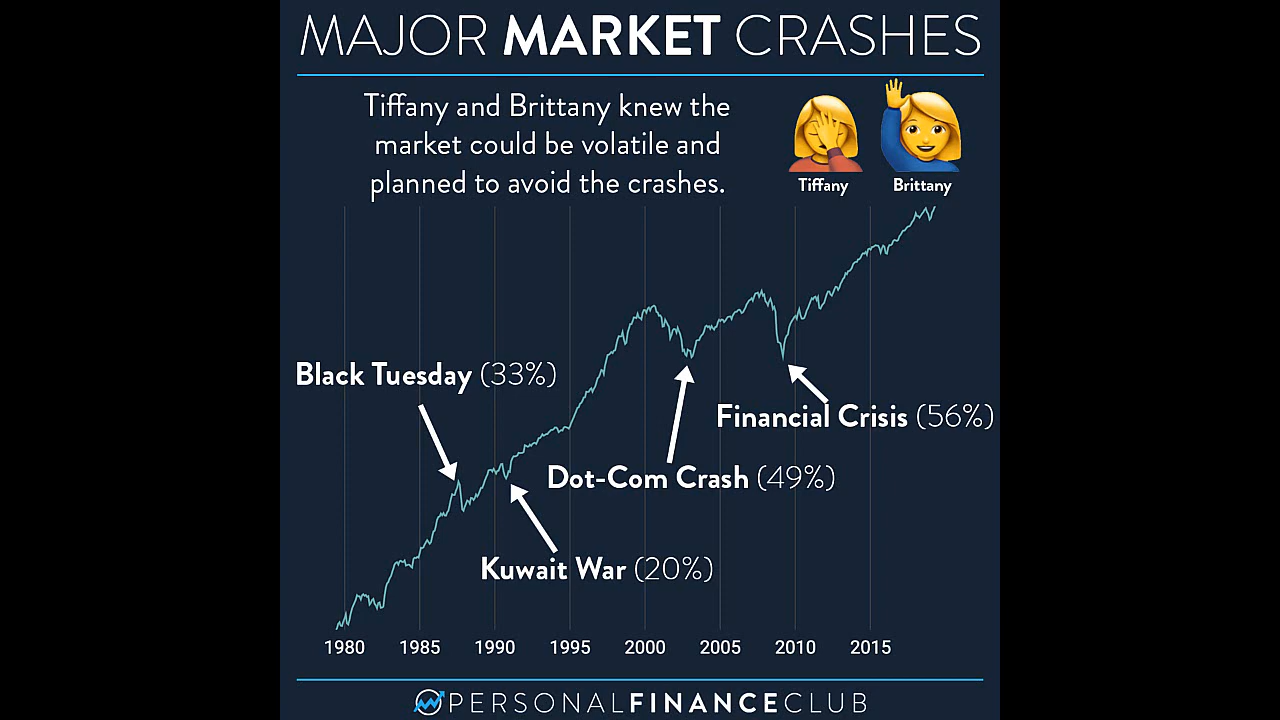 MAJOR MARKET CRASHES
Tiffany and Brittany knew the
market could be volatile and
planned to avoid the crashes.
Tiffany
Brittany
Black Tuesday (33%)
Financial Crisis (56%)
Dot-Com Crash (49%)
Kuwait War (20%)
1980 1985 1990 1995 2000 2005 2010 2015
PERSONALFINANCECLUB